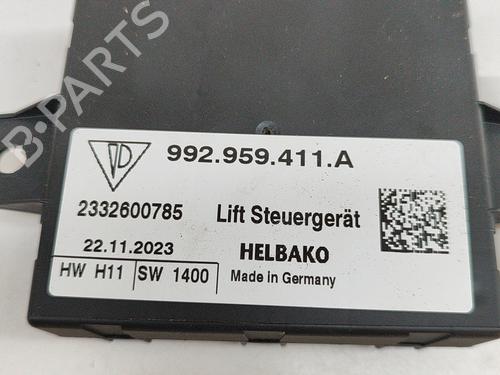 B-PARTS
992.959.411.A
2332600785 Lift Steuergerät
22.11.2023 HELBAKO
HW H11 SW 1400 Made in Germany